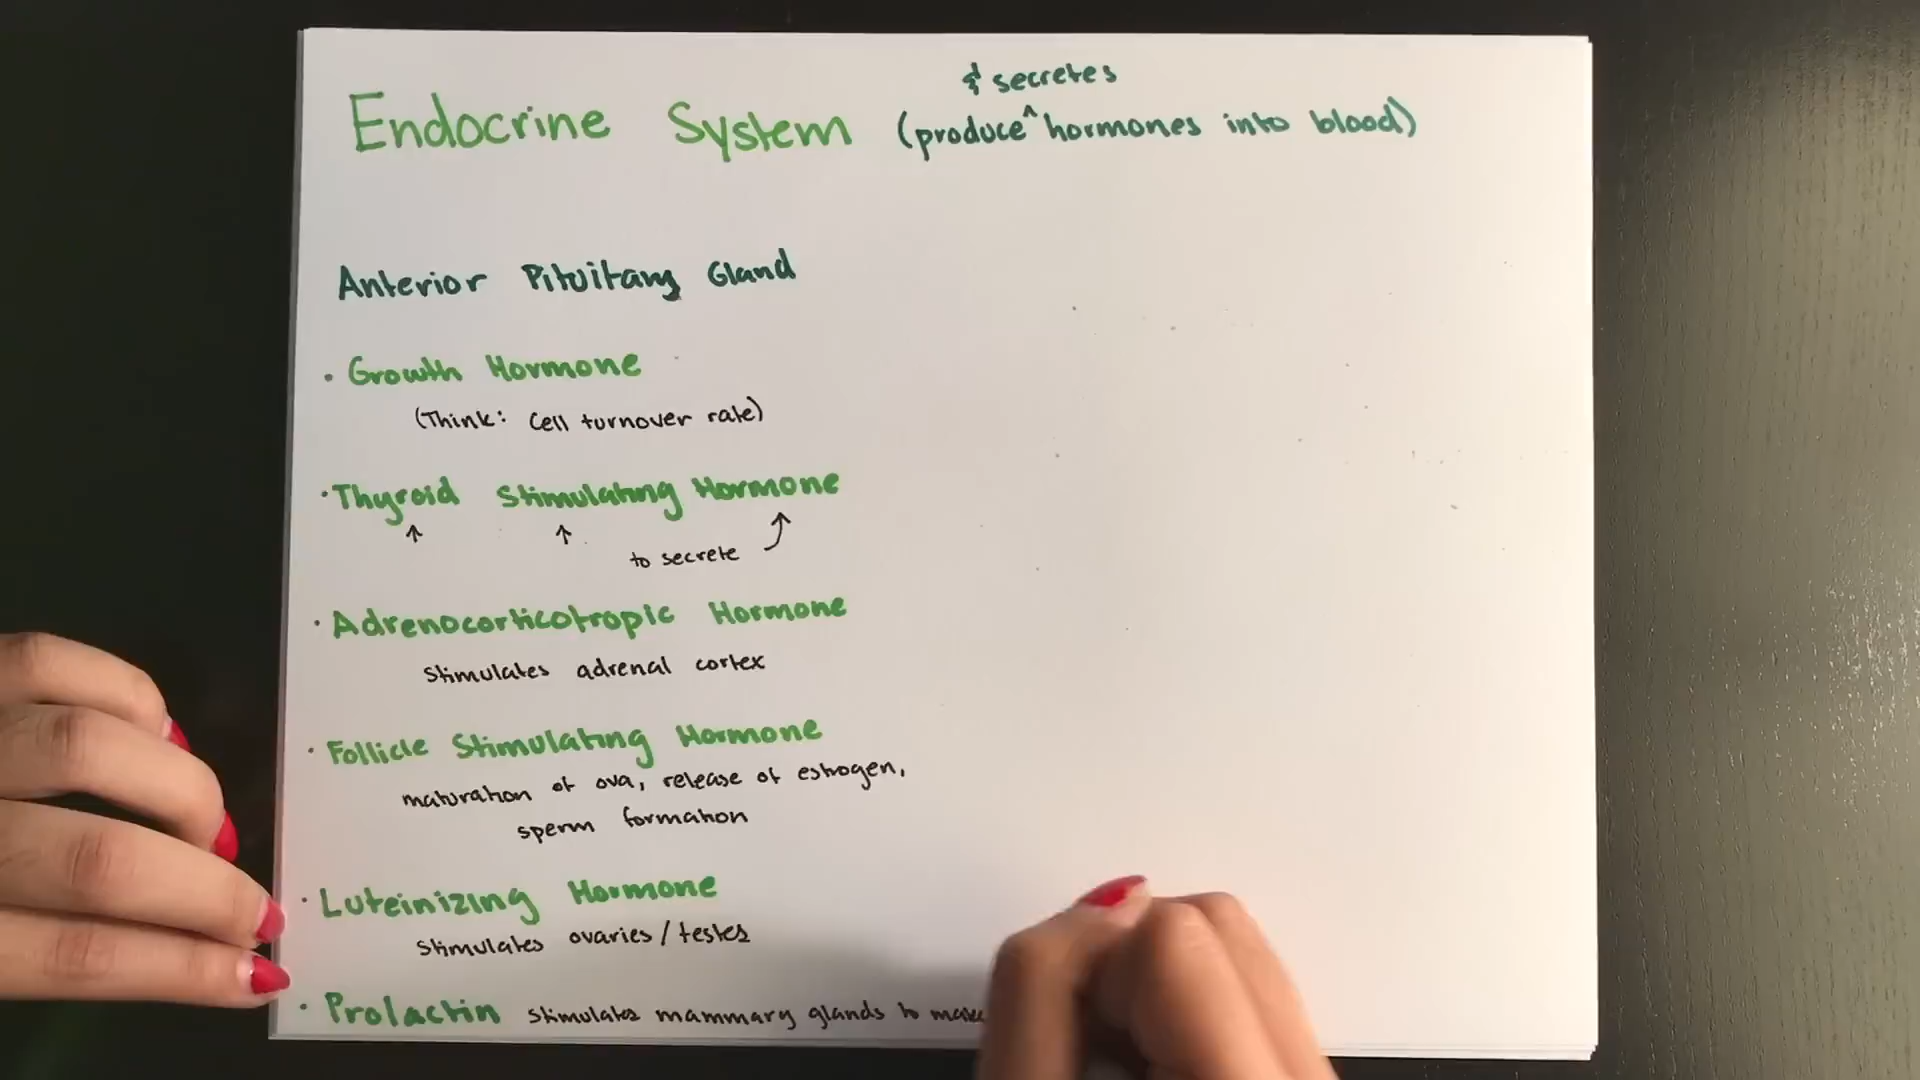 & secretes
Endocrine System (produce ^ hormones into blood)
Anterior Pituitary Gland
· Growth Hormone
(Think: Cell turnover rate)
· Thyroid Stimulating Hormone
↑ ↑ to secrete ⤴
· Adrenocorticotropic Hormone
Stimulates adrenal cortex
· Follicle Stimulating Hormone
maturation of ova, release of estrogen,
sperm formation
· Luteinizing Hormone
Stimulates ovaries / testes
· Prolactin Stimulates mammary glands to make